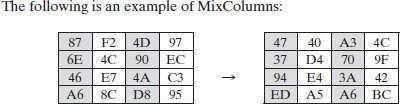 The following is an example of MixColumns:
87 F2 4D 97 47 40 A3 4C
6E 4C 90 EC → 37 D4 70 9F
46 E7 4A C3 94 E4 3A 42
A6 8C D8 95 ED A5 A6 BC